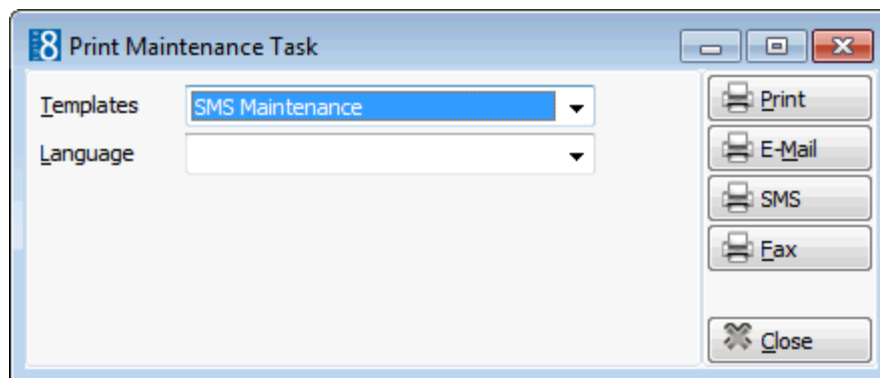 8 Print Maintenance Task
Templates SMS Maintenance
Language
Print
E-Mail
SMS
Fax
Close